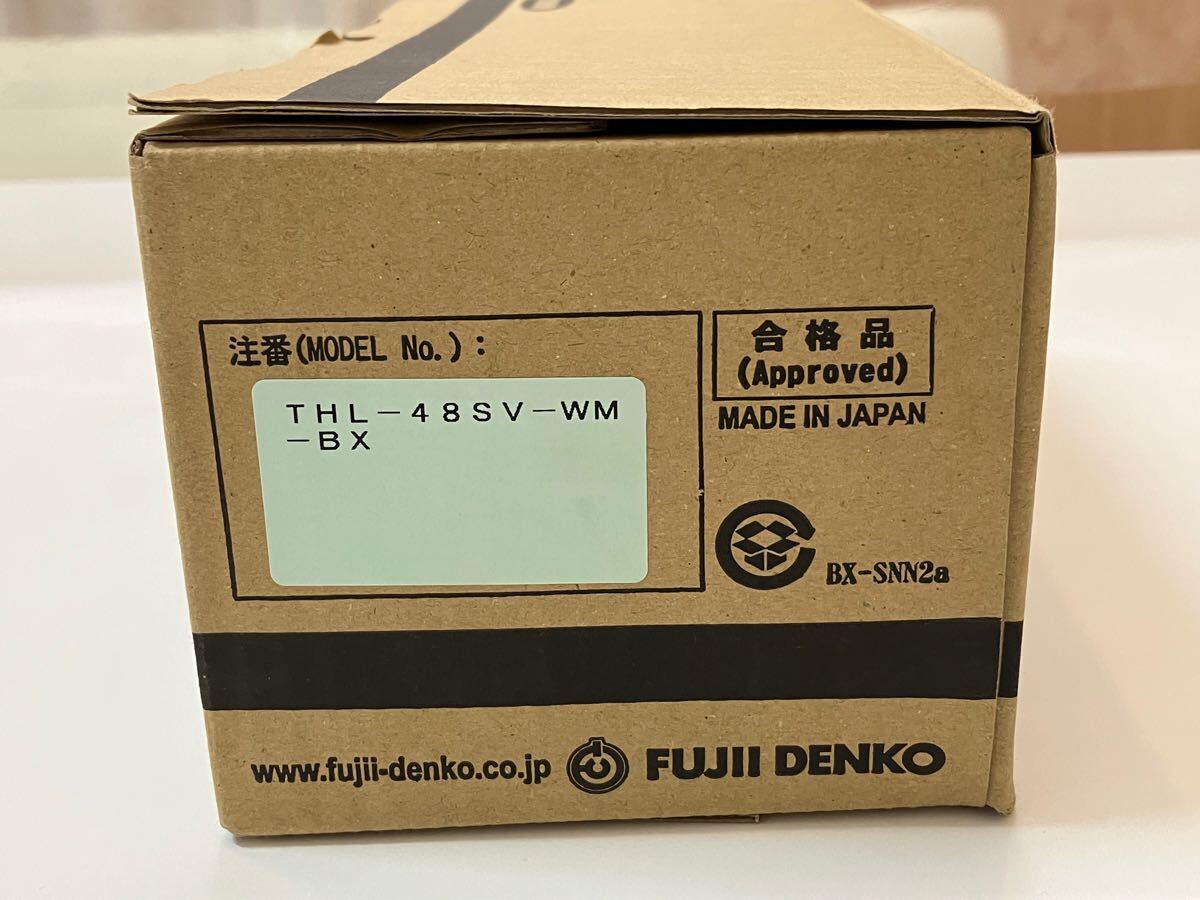 注番(MODEL No.):
THL-48SV-WM
-BX
合格品
(Approved)
MADE IN JAPAN
BX-SNN2a
www.fujii-denko.co.jp FUJII DENKO